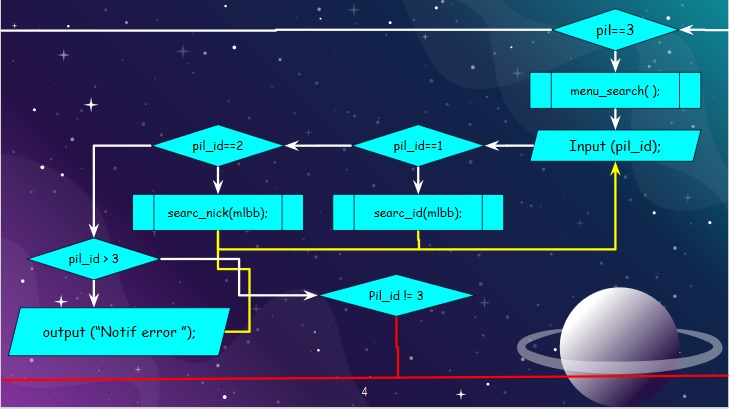 pil==3
menu_search( );
Input (pil_id);
pil_id==1
pil_id==2
searc_nick(mlbb);
searc_id(mlbb);
pil_id > 3
Pil_id != 3
output (“Notif error ”);
4